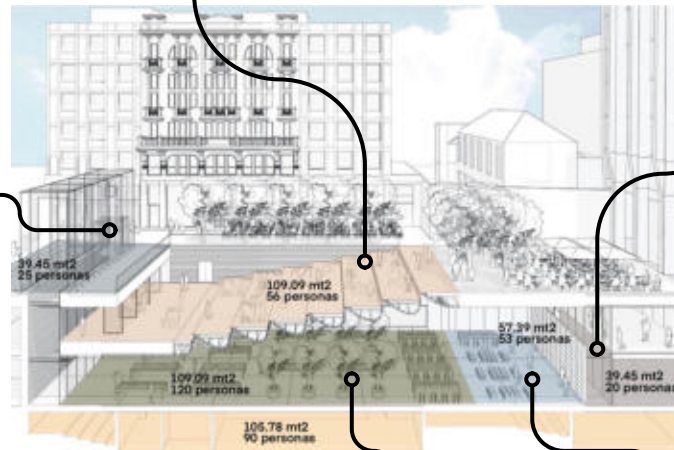 39.45 mt2
25 personas
109.09 mt2
56 personas
57.39 mt2
53 personas
109.09 mt2
120 personas
39.45 mt2
20 personas
105.78 mt2
90 personas